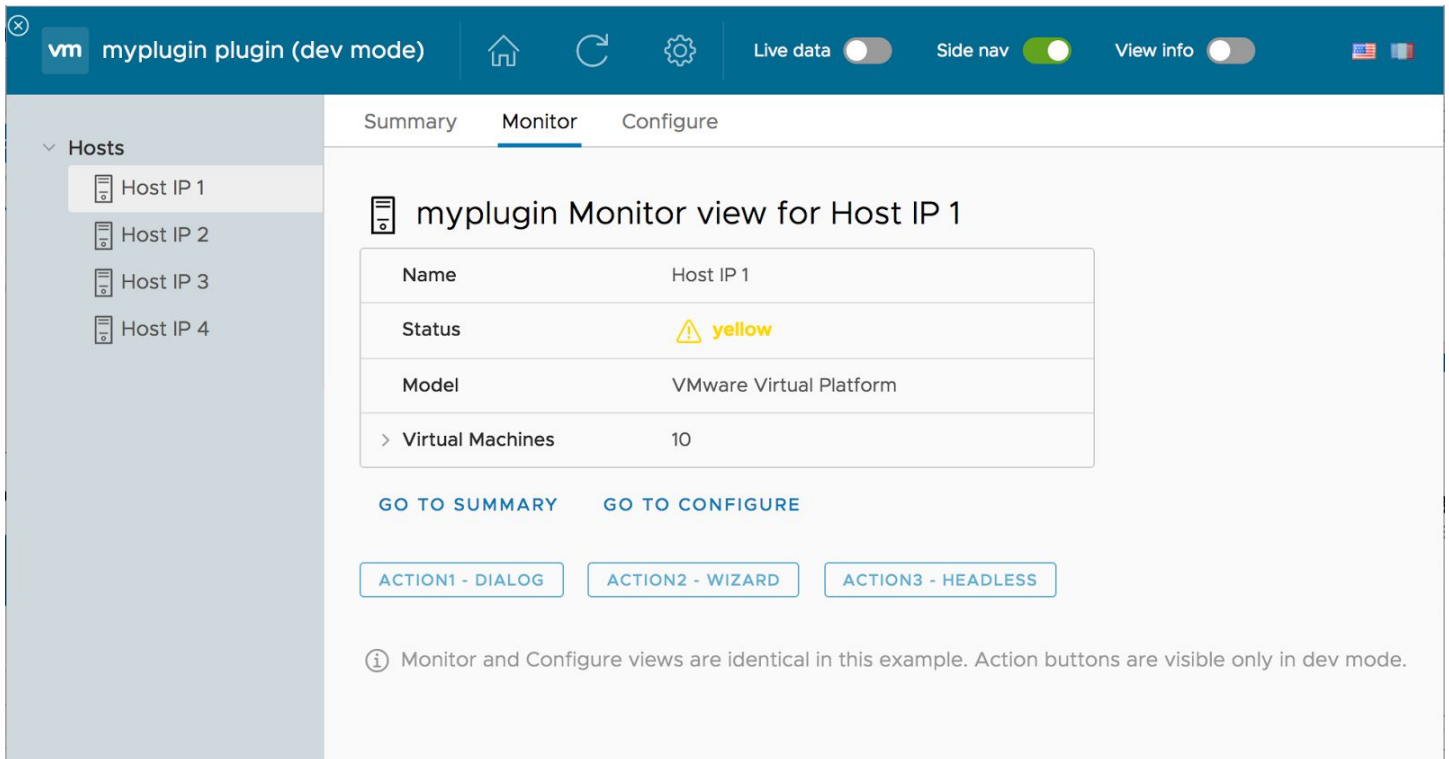 vm myplugin plugin (dev mode) Live data Side nav View info
Summary Monitor Configure
Hosts
Host IP 1
Host IP 2
Host IP 3
Host IP 4
myplugin Monitor view for Host IP 1
Name Host IP 1
Status yellow
Model VMware Virtual Platform
Virtual Machines 10
GO TO SUMMARY GO TO CONFIGURE
ACTION1 - DIALOG ACTION2 - WIZARD ACTION3 - HEADLESS
Monitor and Configure views are identical in this example. Action buttons are visible only in dev mode.